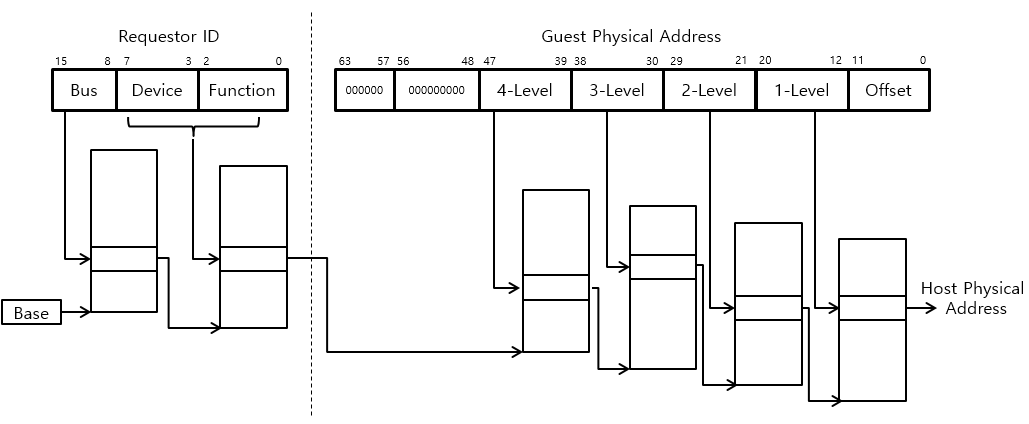 Requestor ID
Guest Physical Address
15 8 7 3 2 0
63 57 56 48 47 39 38 30 29 21 20 12 11 0
Bus Device Function
000000 000000000 4-Level 3-Level 2-Level 1-Level Offset
Base
Host Physical
Address